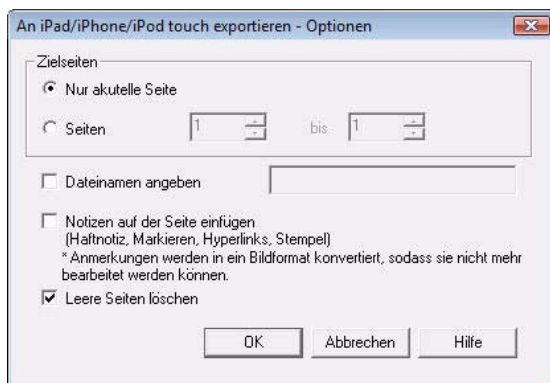 An iPad/iPhone/iPod touch exportieren - Optionen
Zielseiten
Nur akutelle Seite
Seiten 1 bis 1
Dateinamen angeben
Notizen auf der Seite einfügen
(Haftnotiz, Markieren, Hyperlinks, Stempel)
* Anmerkungen werden in ein Bildformat konvertiert, sodass sie nicht mehr
bearbeitet werden können.
Leere Seiten löschen
OK Abbrechen Hilfe